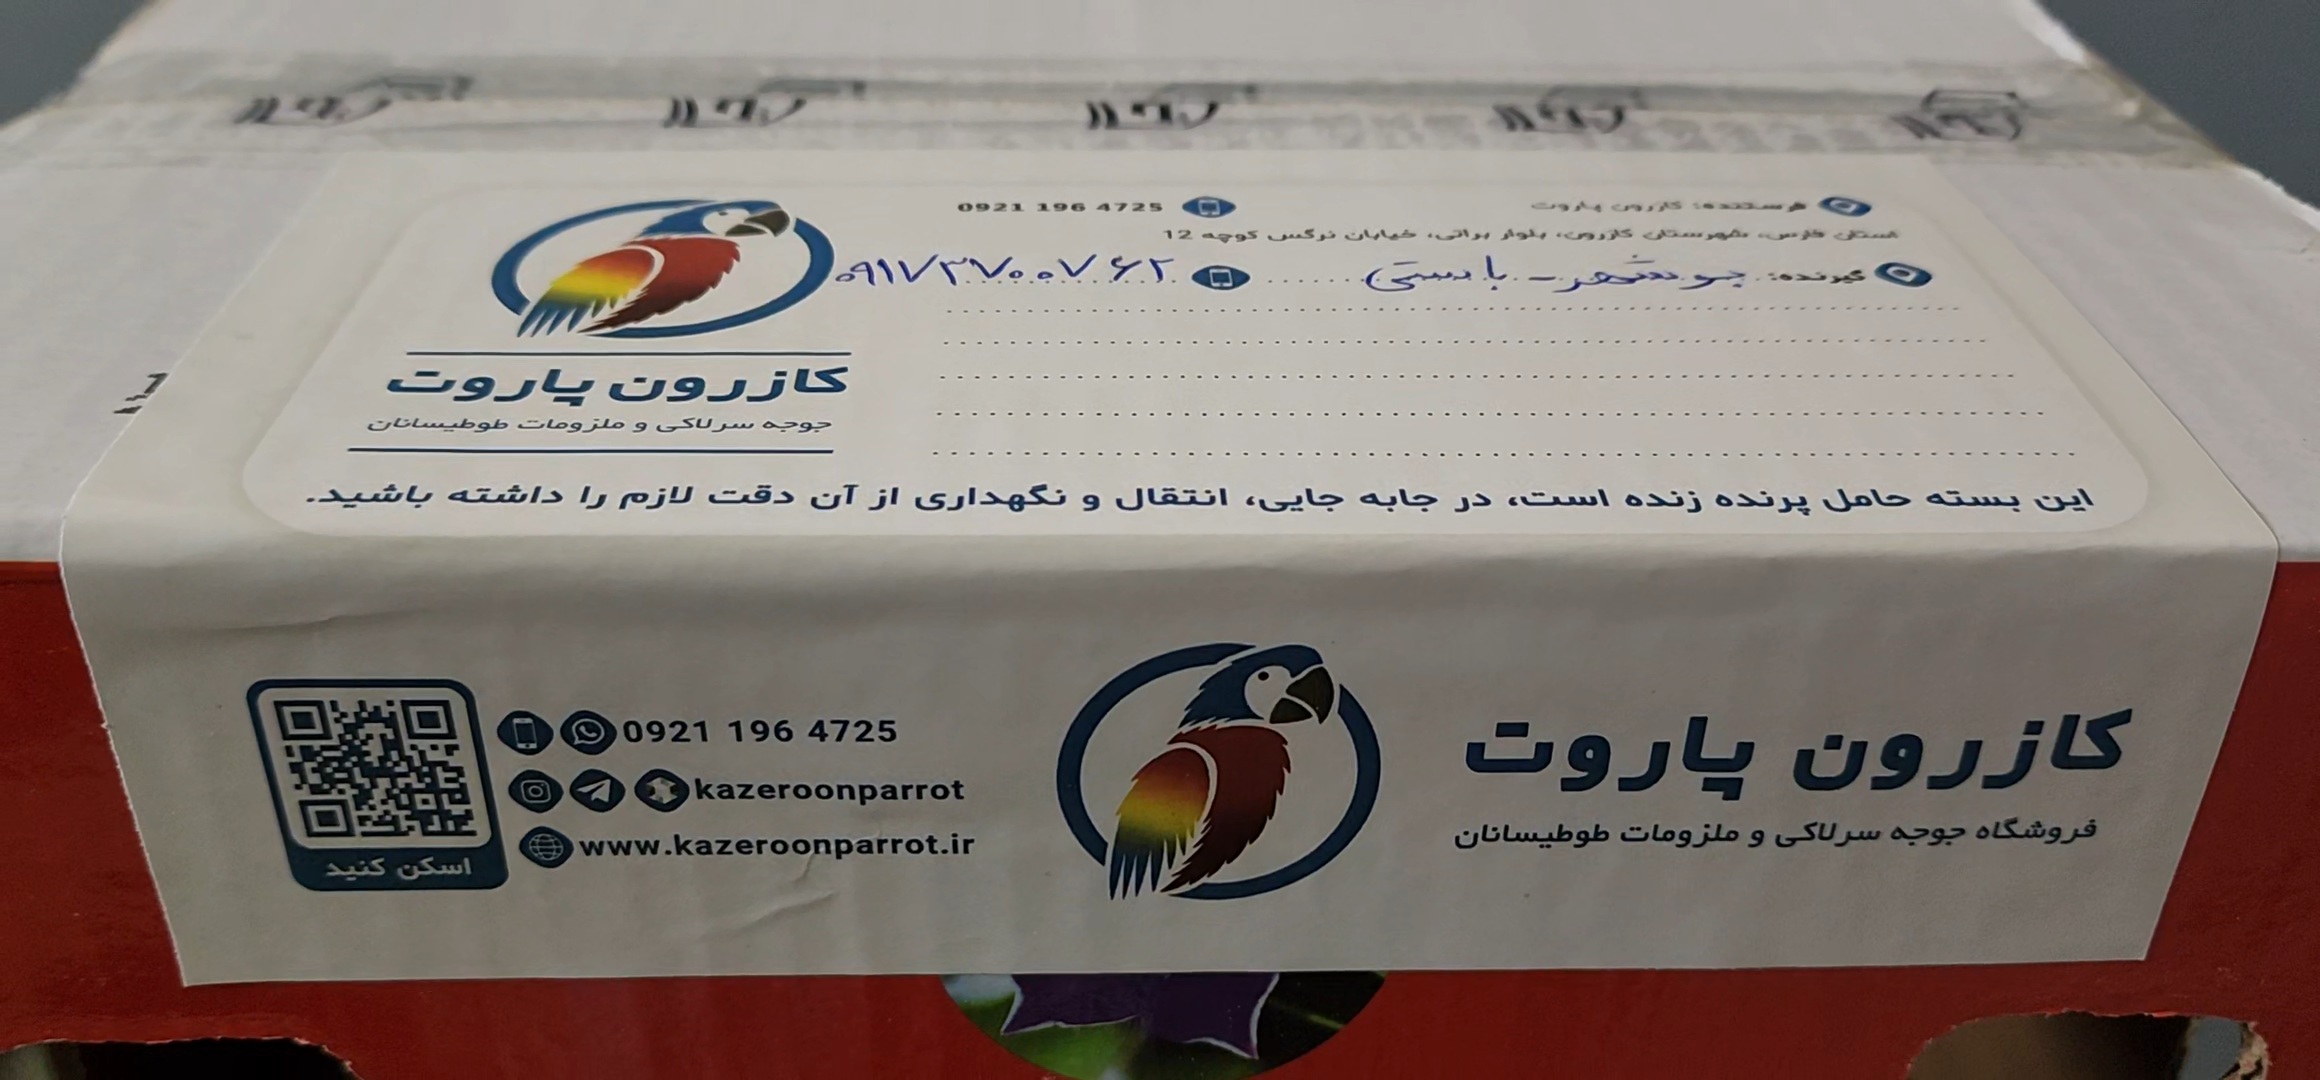 فرستنده: کازرون پاروت 0921 196 4725
استان فارس، شهرستان کازرون، بلوار براتی، خیابان نرگس کوچه 12
گیرنده: بوشهر - بابستی ۰۹۱۷۳۷۰۰۷۶۲
کازرون پاروت
جوجه سرلاکی و ملزومات طوطیسانان
این بسته حامل پرنده زنده است، در جابه جایی، انتقال و نگهداری از آن دقت لازم را داشته باشید.
کازرون پاروت
فروشگاه جوجه سرلاکی و ملزومات طوطیسانان
0921 196 4725
kazeroonparrot
www.kazeroonparrot.ir
اسکن کنید